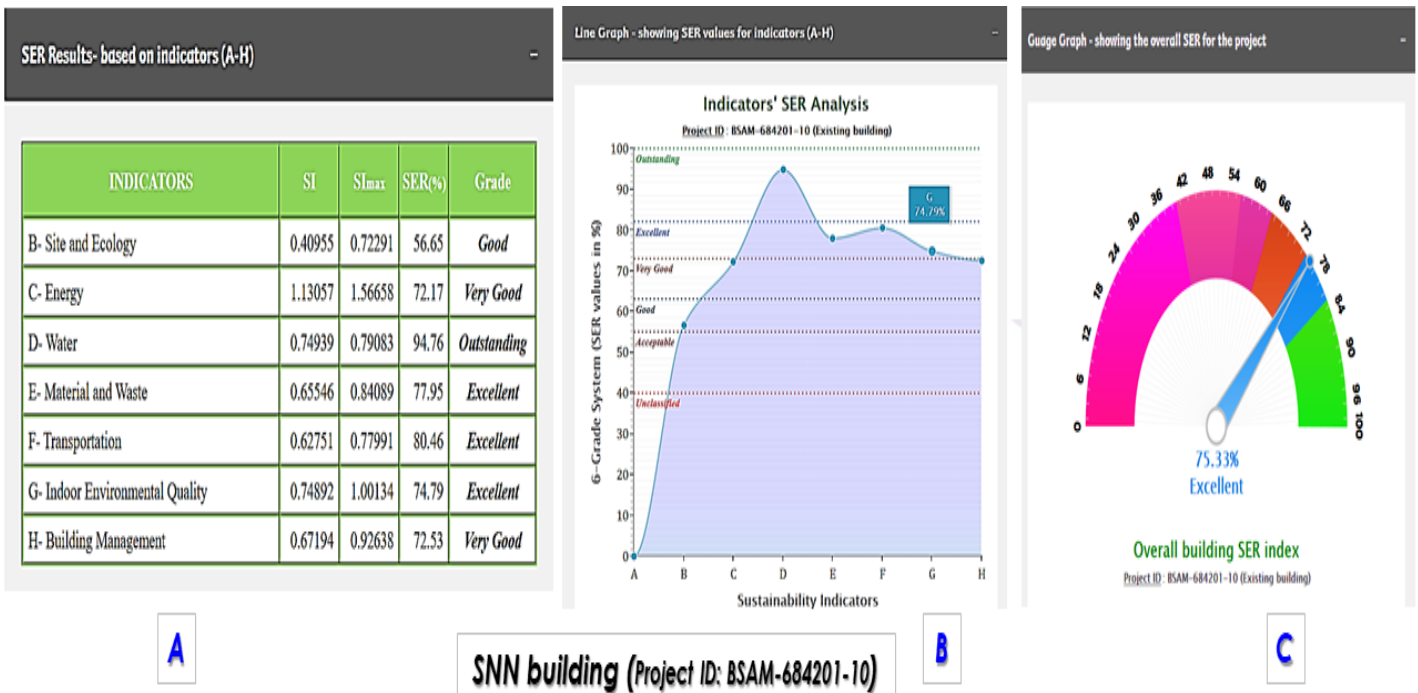 SER Results- based on indicators (A-H)
–
INDICATORS SI SImax SER(%) Grade
B- Site and Ecology 0.40955 0.72291 56.65 Good
C- Energy 1.13057 1.56658 72.17 Very Good
D- Water 0.74939 0.79083 94.76 Outstanding
E- Material and Waste 0.65546 0.84089 77.95 Excellent
F- Transportation 0.62751 0.77991 80.46 Excellent
G- Indoor Environmental Quality 0.74892 1.00134 74.79 Excellent
H- Building Management 0.67194 0.92638 72.53 Very Good
A
Line Graph - showing SER values for indicators (A-H)
–
Indicators' SER Analysis
Project ID : BSAM-684201-10 (Existing building)
6-Grade System (SER values in %)
100
Outstanding
90
G
74.79%
80
Excellent
70
Very Good
60
Good
Acceptable
50
40
Unclassified
30
20
10
0
A B C D E F G H
Sustainability Indicators
B
Guage Graph - showing the overall SER for the project
–
0 6 12 18 24 30 36 42 48 54 60 66 72 78 84 90 96 100
75.33%
Excellent
Overall building SER index
Project ID : BSAM-684201-10 (Existing building)
C
SNN building (Project ID: BSAM-684201-10)